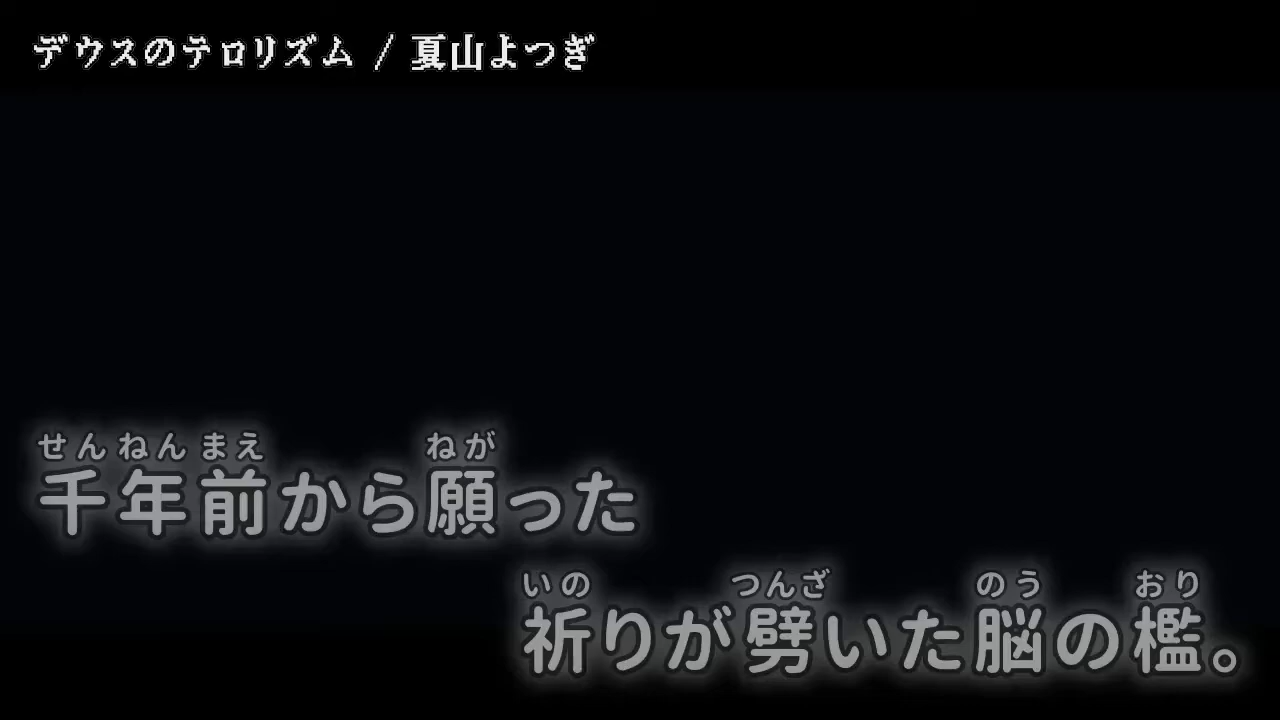 デウスのテロリズム / 夏山よつぎ
せんねんまえ ねが
千年前から願った
いの つんざ のう おり
祈りが劈いた脳の檻。